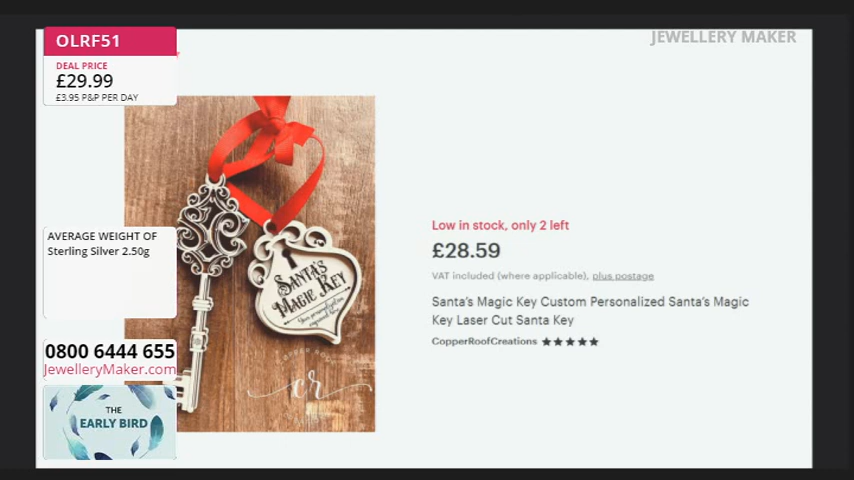 OLRF51
DEAL PRICE
£29.99
£3.95 P&P PER DAY
JEWELLERY MAKER
AVERAGE WEIGHT OF
Sterling Silver 2.50g
0800 6444 655
JewelleryMaker.com
THE
EARLY BIRD
SC
SANTA'S
MAGIC KEY
cr
Low in stock, only 2 left
£28.59
VAT included (where applicable), plus postage
Santa's Magic Key Custom Personalized Santa's Magic
Key Laser Cut Santa Key
CopperRoofCreations ★★★★★